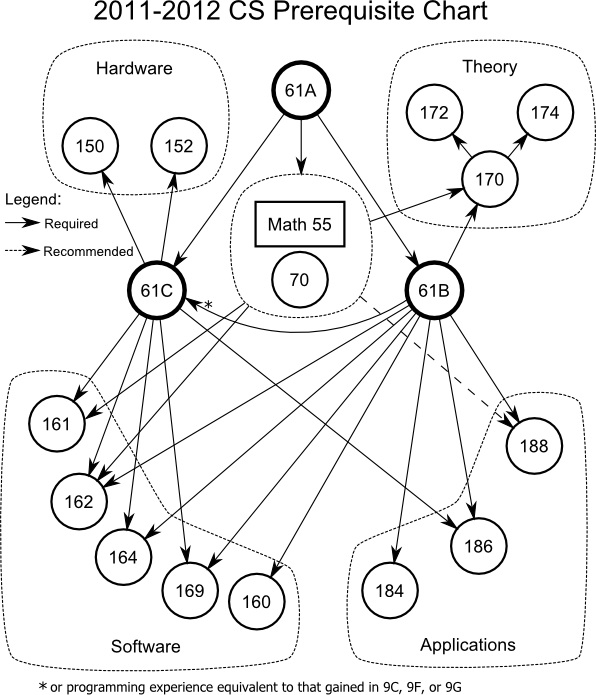 2011-2012 CS Prerequisite Chart
Hardware
Theory
61A
172
174
150
152
170
Legend:
Required
Recommended
Math 55
70
61C
61B
*
161
188
162
164
186
169
160
184
Software
Applications
* or programming experience equivalent to that gained in 9C, 9F, or 9G